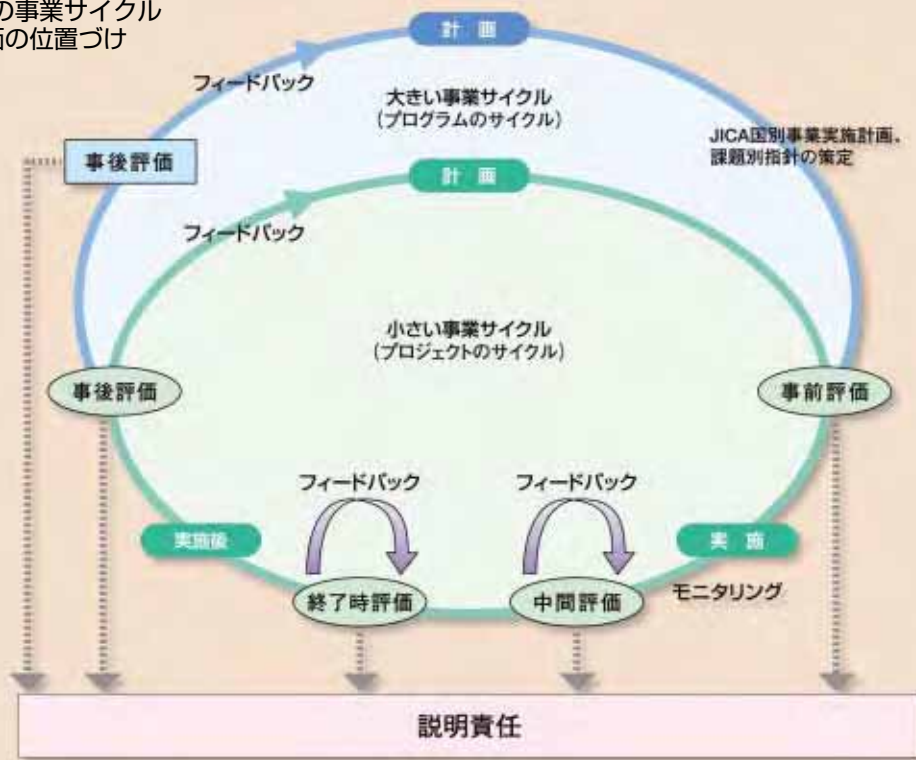 の事業サイクル
価の位置づけ
計 画
フィードバック
大きい事業サイクル
(プログラムのサイクル)
JICA国別事業実施計画、
課題別指針の策定
事後評価
計 画
フィードバック
小さい事業サイクル
(プロジェクトのサイクル)
事後評価
事前評価
フィードバック
フィードバック
実施後
実 施
終了時評価
中間評価
モニタリング
説明責任